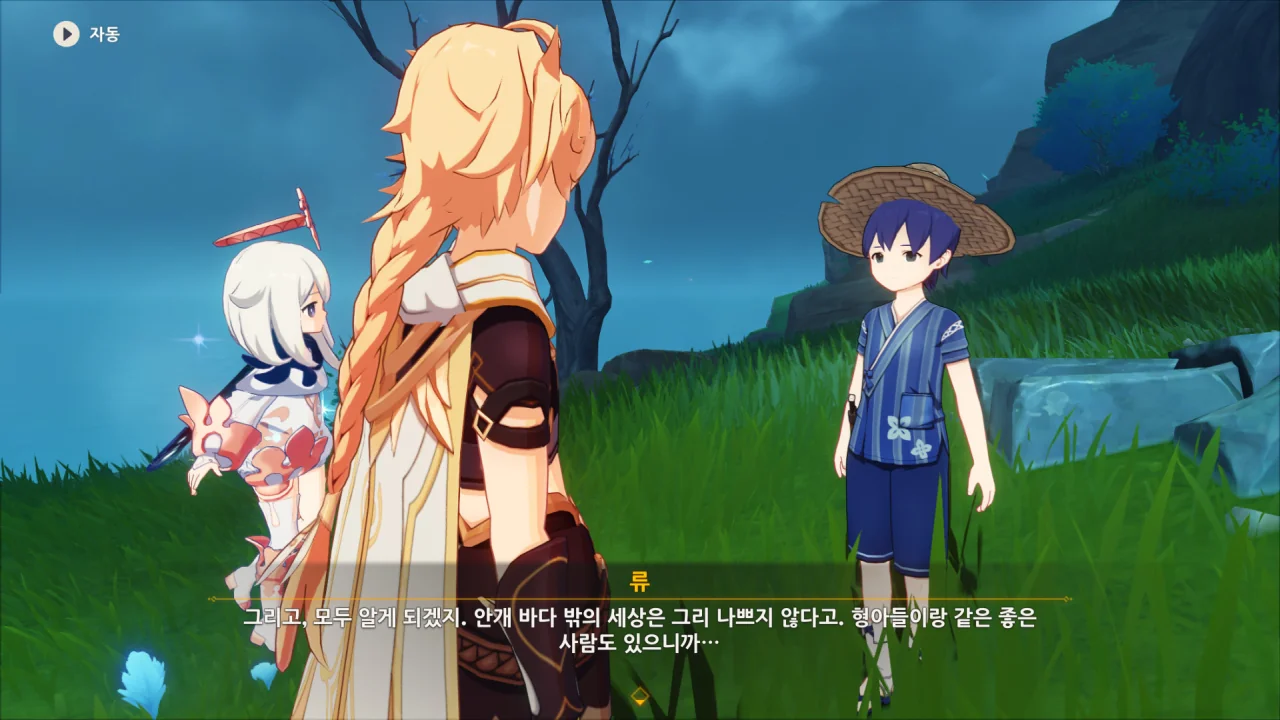 자동
류
그리고, 모두 알게 되겠지. 안개 바다 밖의 세상은 그리 나쁘지 않다고. 형아들이랑 같은 좋은
사람도 있으니까…